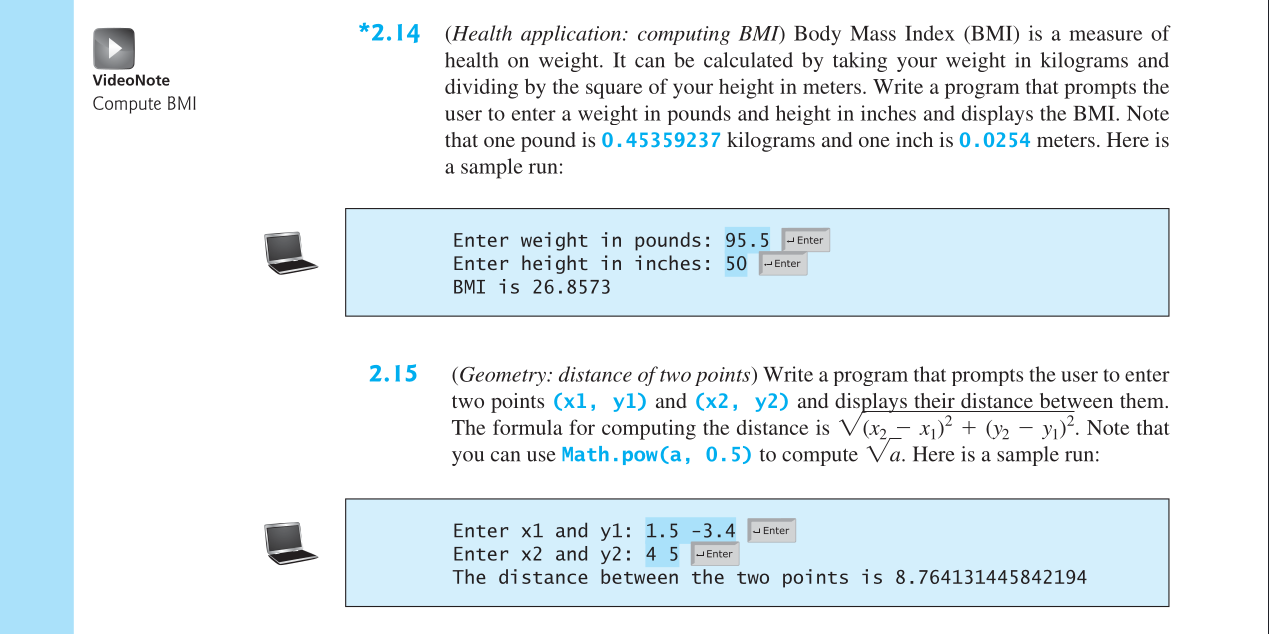 VideoNote
Compute BMI
*2.14 (Health application: computing BMI) Body Mass Index (BMI) is a measure of
health on weight. It can be calculated by taking your weight in kilograms and
dividing by the square of your height in meters. Write a program that prompts the
user to enter a weight in pounds and height in inches and displays the BMI. Note
that one pound is 0.45359237 kilograms and one inch is 0.0254 meters. Here is
a sample run:
Enter weight in pounds: 95.5 ↵Enter
Enter height in inches: 50 ↵Enter
BMI is 26.8573
2.15 (Geometry: distance of two points) Write a program that prompts the user to enter
two points (x1, y1) and (x2, y2) and displays their distance between them.
The formula for computing the distance is √(x₂ − x₁)² + (y₂ − y₁)². Note that
you can use Math.pow(a, 0.5) to compute √a. Here is a sample run:
Enter x1 and y1: 1.5 -3.4 ↵Enter
Enter x2 and y2: 4 5 ↵Enter
The distance between the two points is 8.764131445842194